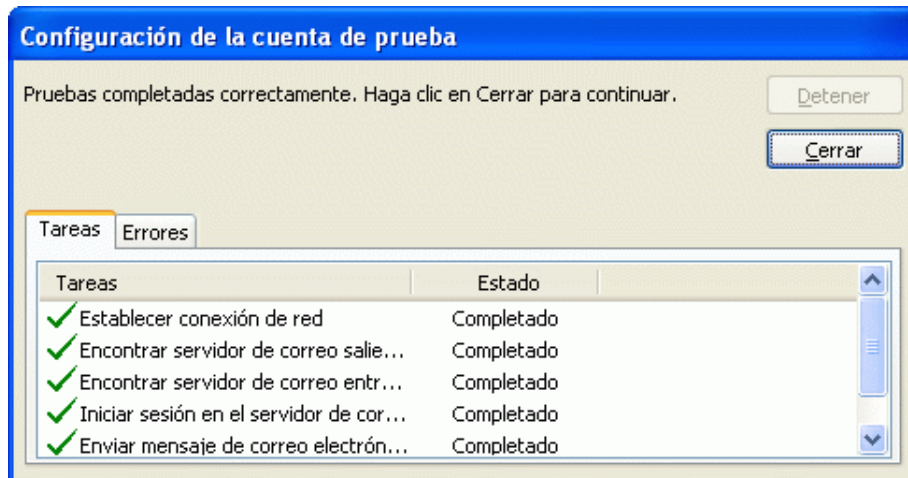 Configuración de la cuenta de prueba
Pruebas completadas correctamente. Haga clic en Cerrar para continuar.
Detener
Cerrar
Tareas Errores
Tareas Estado
Establecer conexión de red Completado
Encontrar servidor de correo salie... Completado
Encontrar servidor de correo entr... Completado
Iniciar sesión en el servidor de cor... Completado
Enviar mensaje de correo electrón... Completado